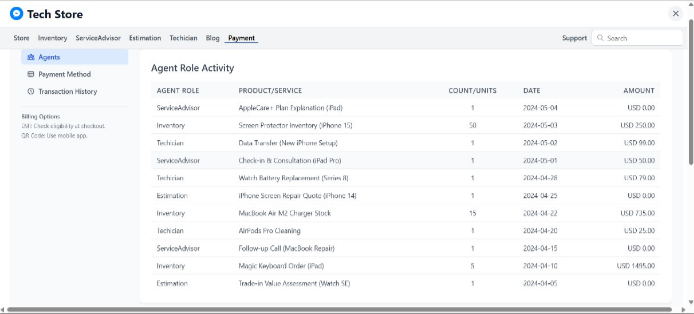 Tech Store
Store Inventory ServiceAdvisor Estimation Techician Blog Payment Support Search
Agents
Payment Method
Transaction History
Billing Options
EMI: Check eligibility at checkout.
QR Code: Use mobile app.
Agent Role Activity
AGENT ROLE PRODUCT/SERVICE COUNT/UNITS DATE AMOUNT
ServiceAdvisor AppleCare+ Plan Explanation (iPad) 1 2024-05-04 USD 0.00
Inventory Screen Protector Inventory (iPhone 15) 50 2024-05-03 USD 250.00
Techician Data Transfer (New iPhone Setup) 1 2024-05-02 USD 99.00
ServiceAdvisor Check-in & Consultation (iPad Pro) 1 2024-05-01 USD 50.00
Techician Watch Battery Replacement (Series 8) 1 2024-04-28 USD 79.00
Estimation iPhone Screen Repair Quote (iPhone 14) 1 2024-04-25 USD 0.00
Inventory MacBook Air M2 Charger Stock 15 2024-04-22 USD 735.00
Techician AirPods Pro Cleaning 1 2024-04-20 USD 25.00
ServiceAdvisor Follow-up Call (MacBook Repair) 1 2024-04-15 USD 0.00
Inventory Magic Keyboard Order (iPad) 5 2024-04-10 USD 1495.00
Estimation Trade-in Value Assessment (Watch SE) 1 2024-04-05 USD 0.00